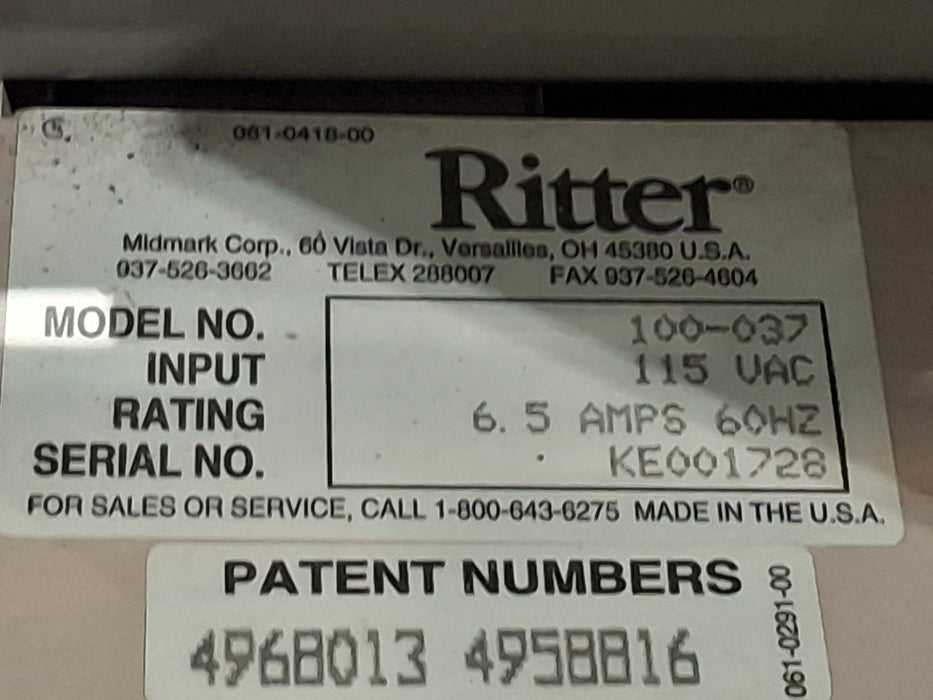 061-0418-00
Ritter®
Midmark Corp., 60 Vista Dr., Versailles, OH 45380 U.S.A.
937-526-3662 TELEX 288007 FAX 937-526-4604
MODEL NO. 100-037
INPUT 115 VAC
RATING 6.5 AMPS 60HZ
SERIAL NO. KE001728
FOR SALES OR SERVICE, CALL 1-800-643-6275 MADE IN THE U.S.A.
PATENT NUMBERS
4968013 4958816
061-0291-00